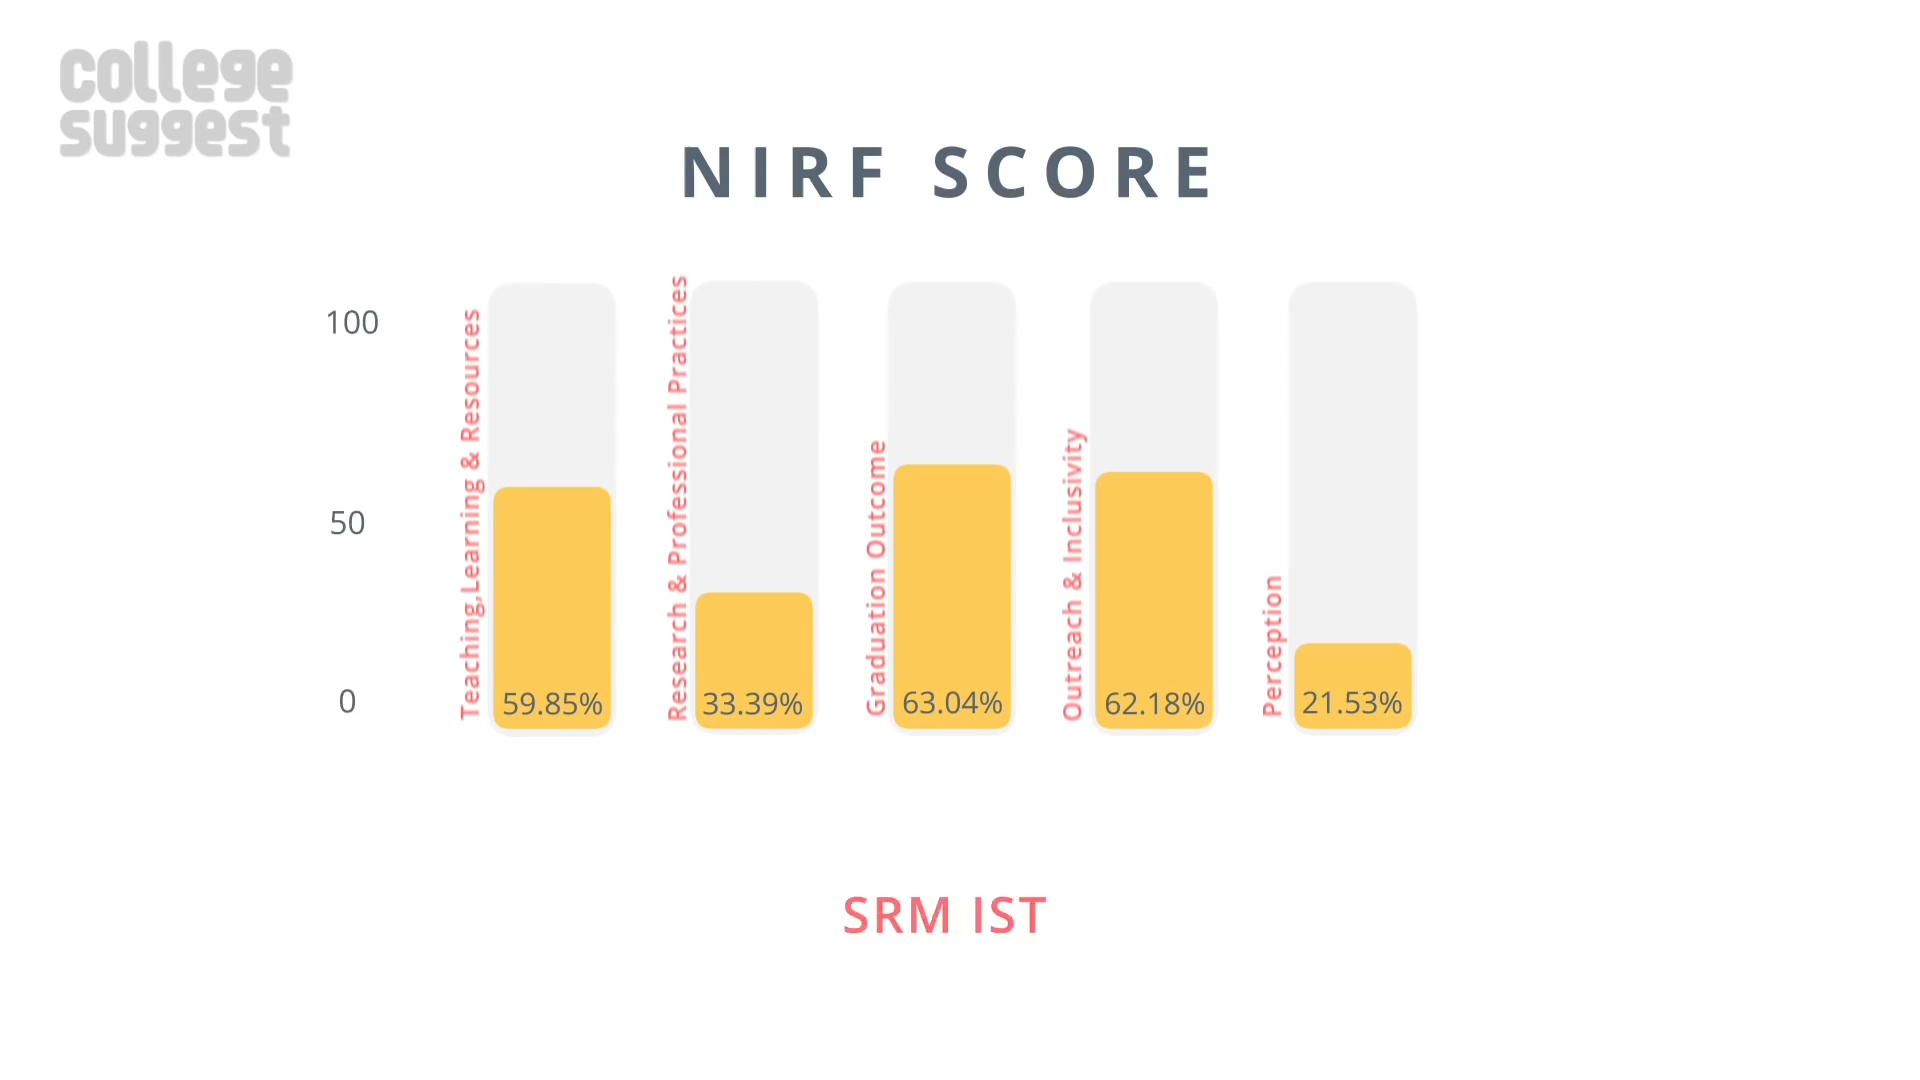 college
suggest
NIRF SCORE
100
50
0
Teaching,Learning & Resources
59.85%
Research & Professional Practices
33.39%
Graduation Outcome
63.04%
Outreach & Inclusivity
62.18%
Perception
21.53%
SRM IST